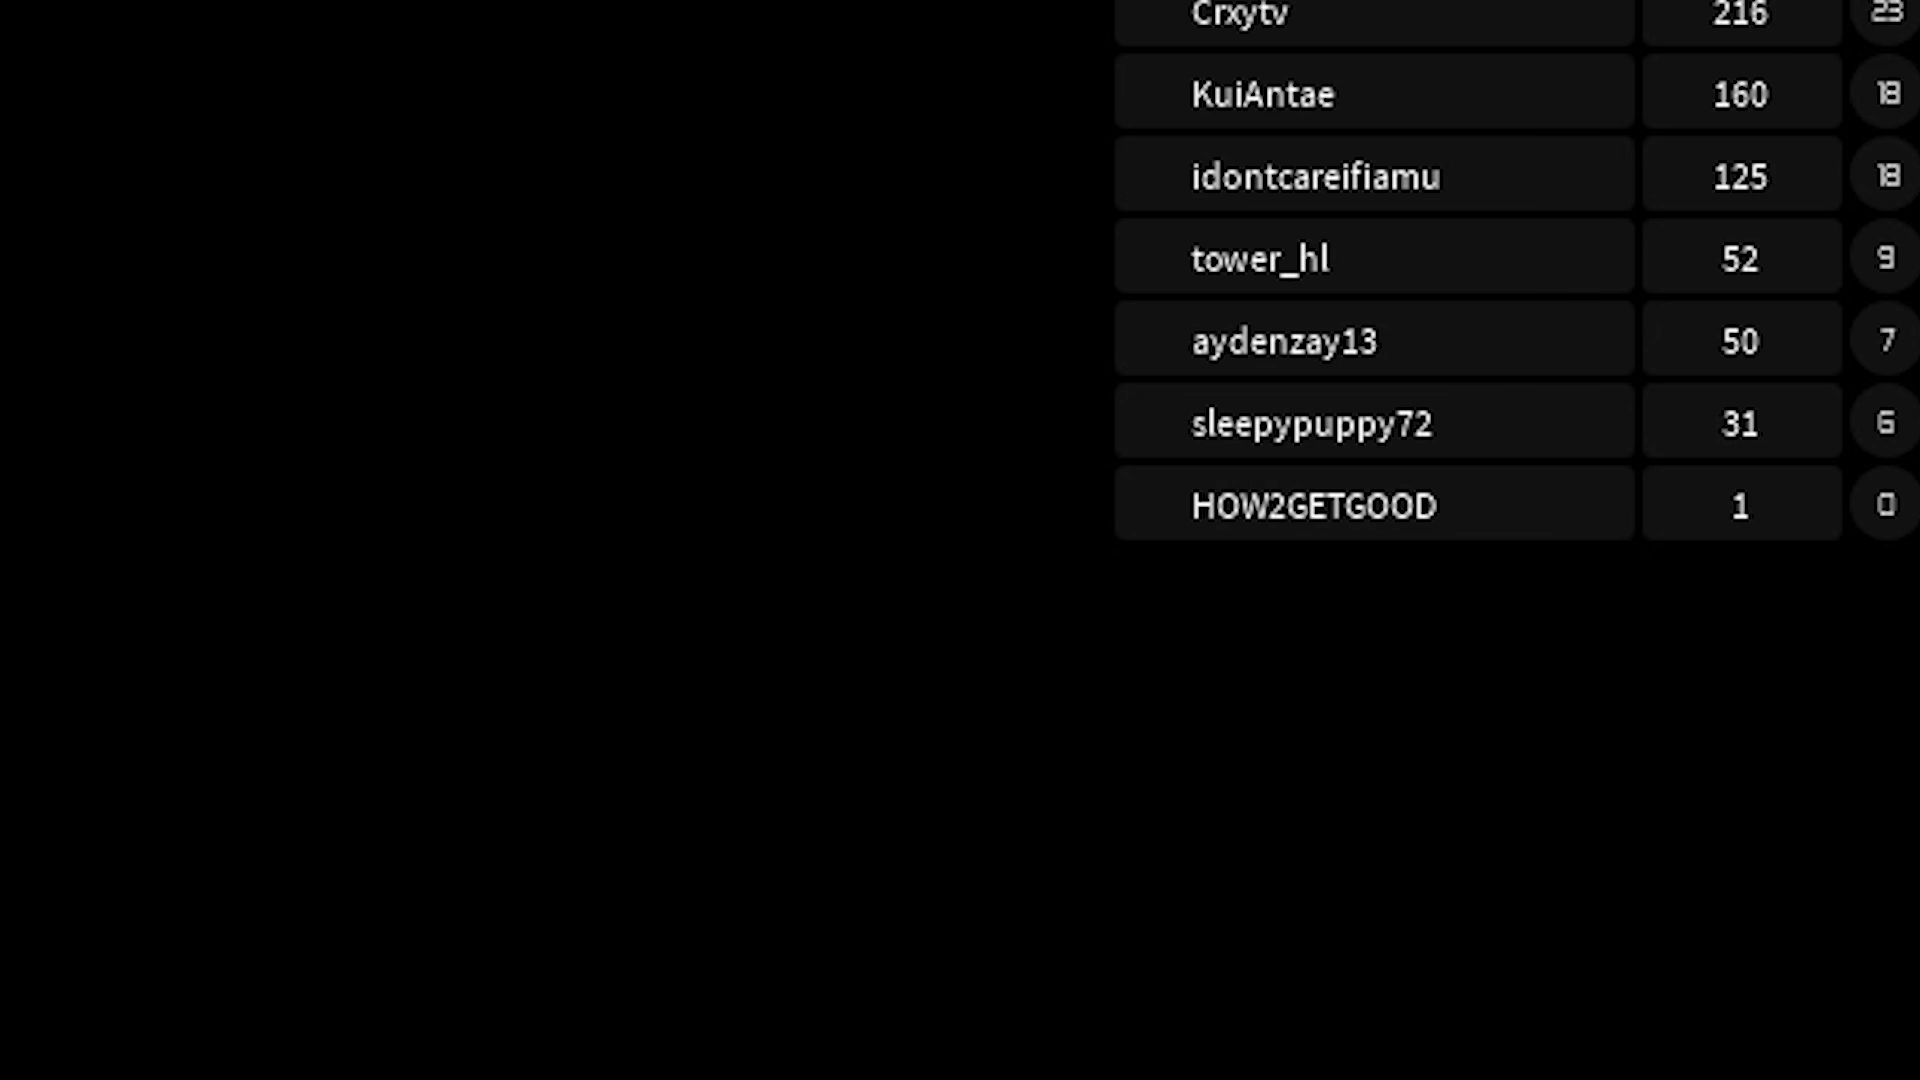 Crxytv 216 23
KuiAntae 160 18
idontcareifiamu 125 18
tower_hl 52 9
aydenzay13 50 7
sleepypuppy72 31 6
HOW2GETGOOD 1 0